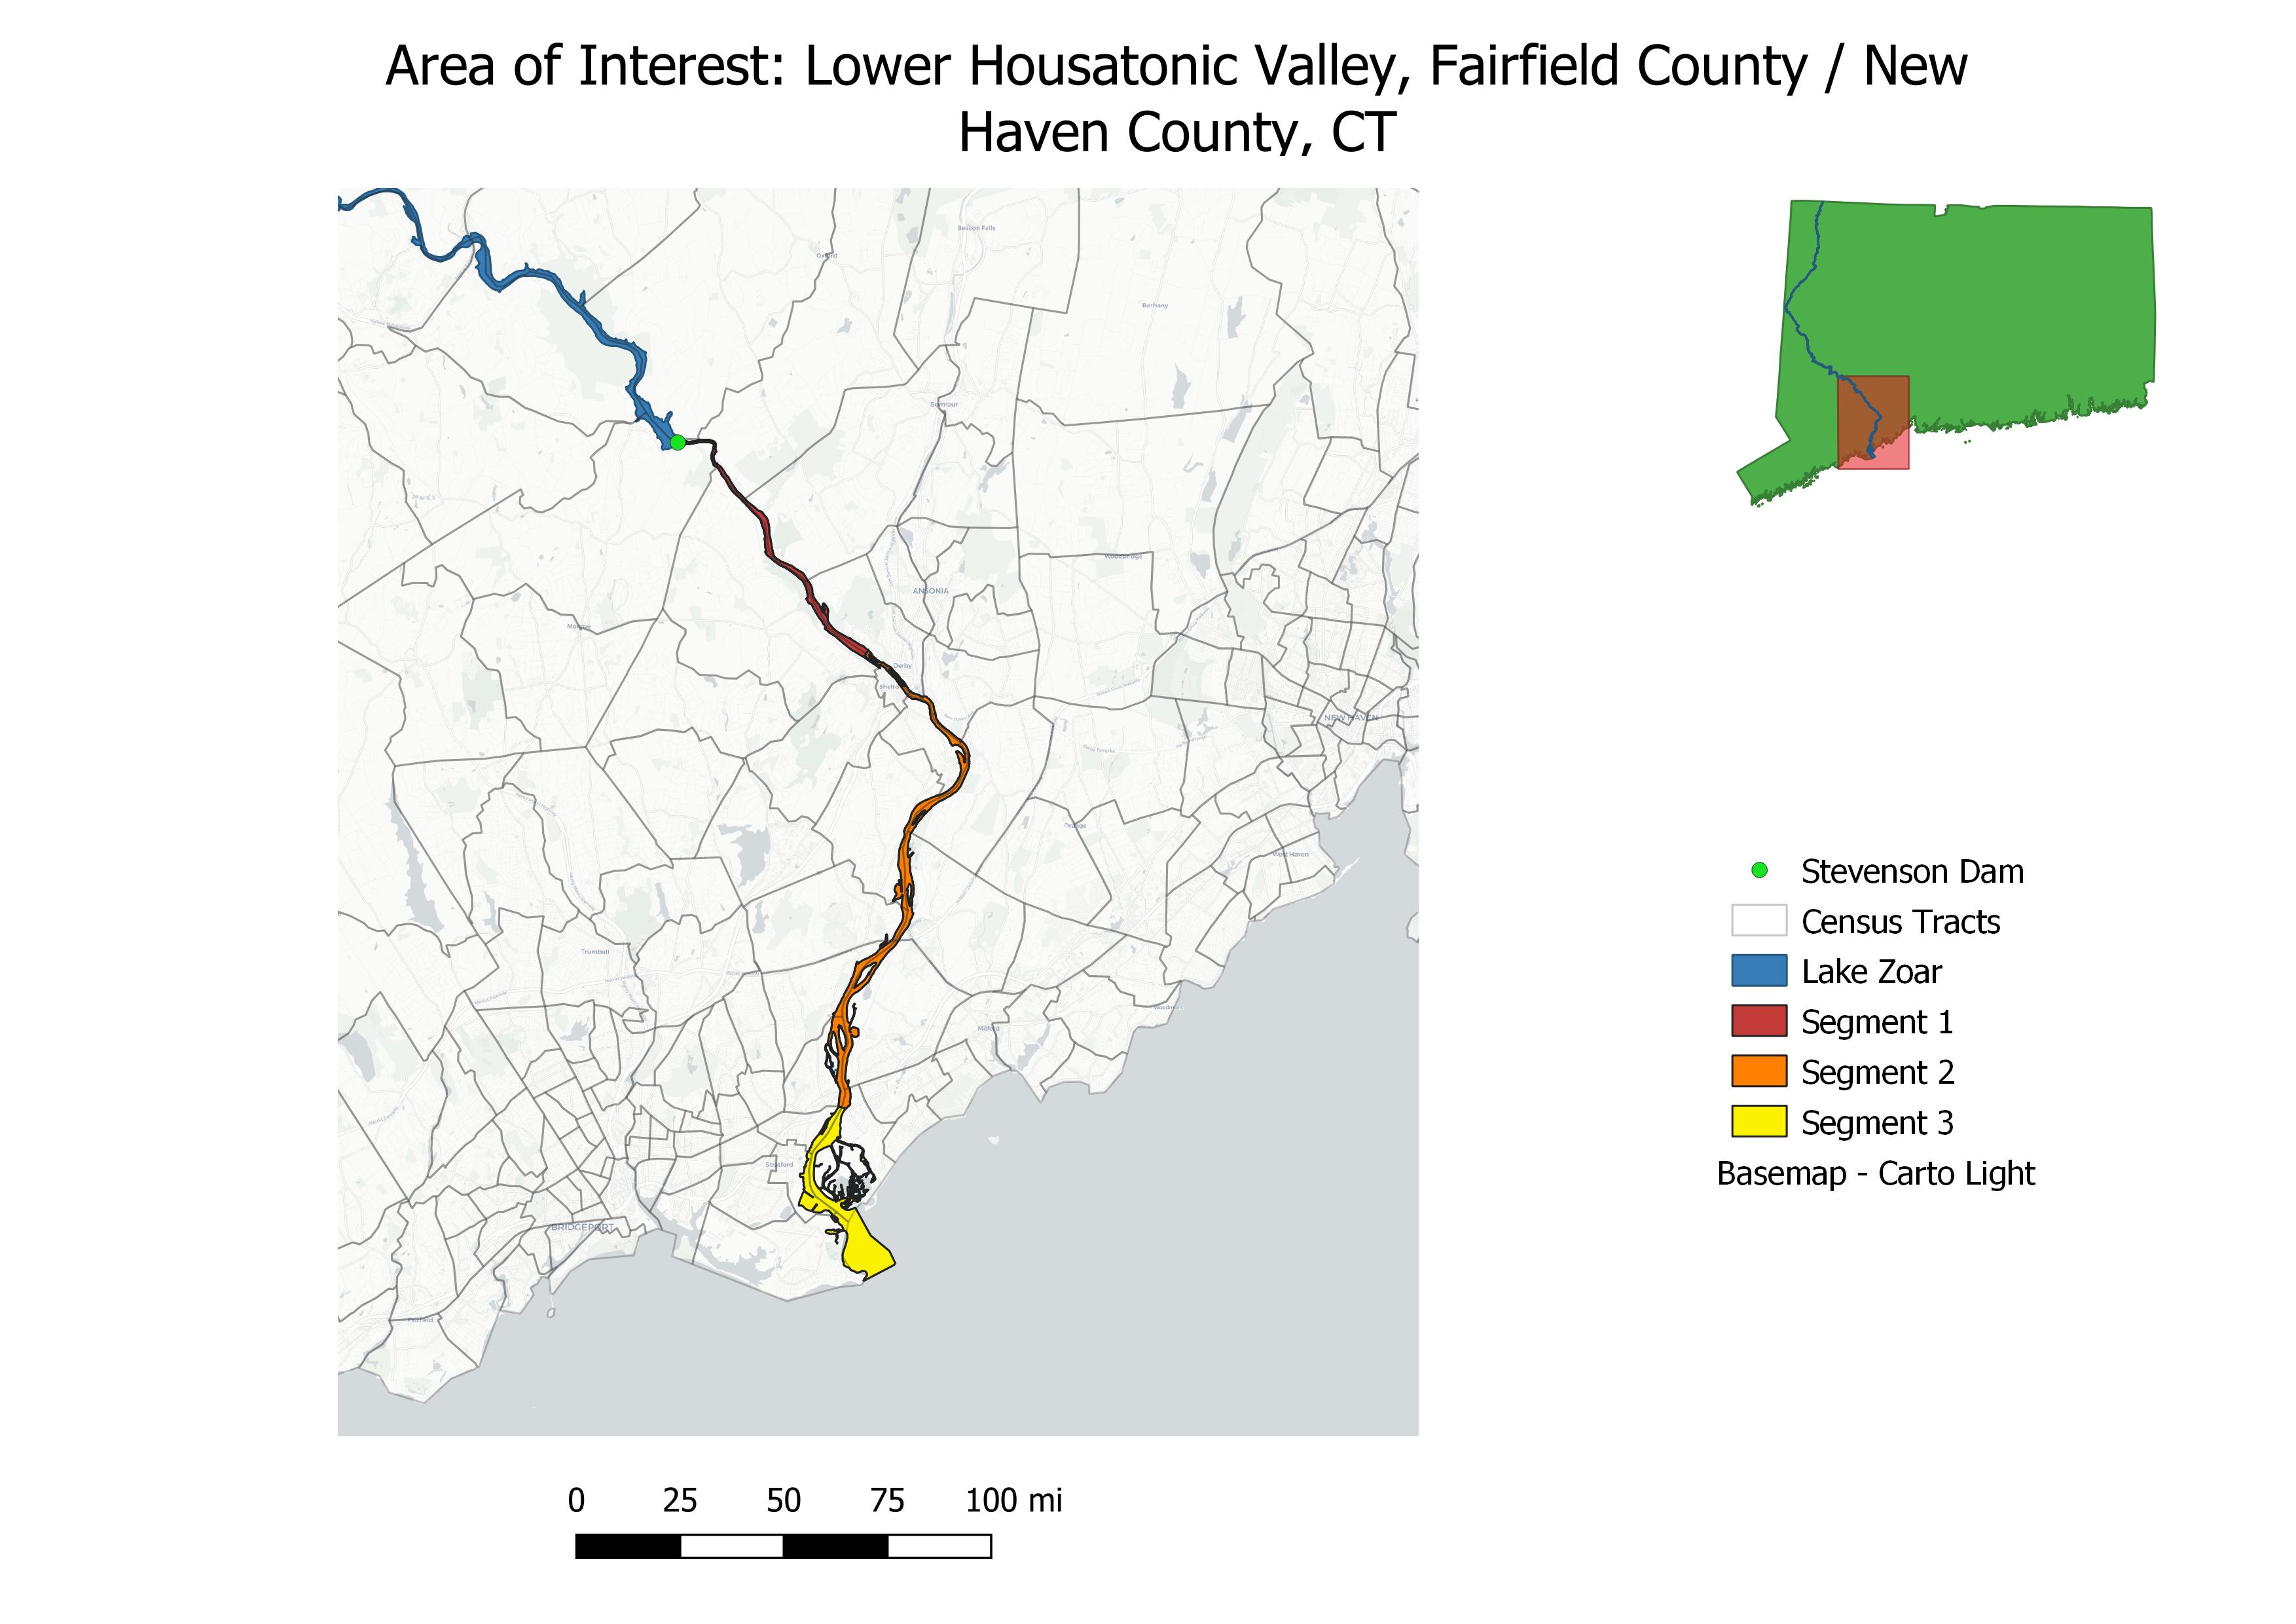 Area of Interest: Lower Housatonic Valley, Fairfield County / New
Haven County, CT
Beacon Falls
Oxford
Bethany
Seymour
Woodbridge
ANSONIA
Monroe
Derby
Shelton
NEW HAVEN
Orange
West Haven
Trumbull
Milford
Woodmont
Stratford
BRIDGEPORT
Fairfield
Stevenson Dam
Census Tracts
Lake Zoar
Segment 1
Segment 2
Segment 3
Basemap - Carto Light
0 25 50 75 100 mi